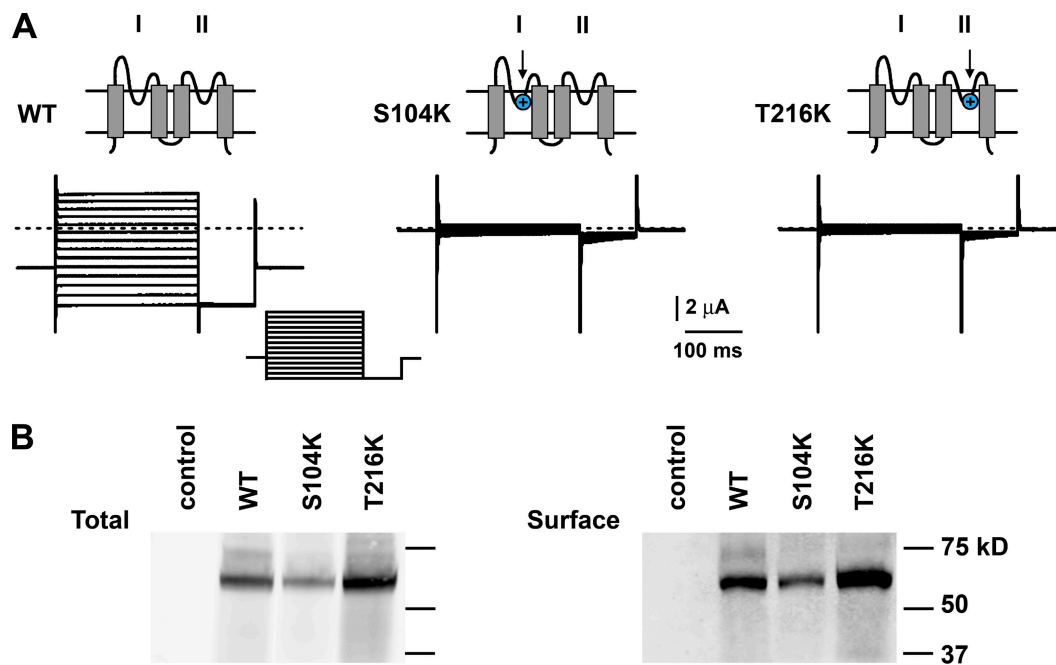 A
I II
I II
I II
WT
S104K
T216K
+
+
2 μA
100 ms
B
control WT S104K T216K
control WT S104K T216K
Total
Surface
75 kD
50
37